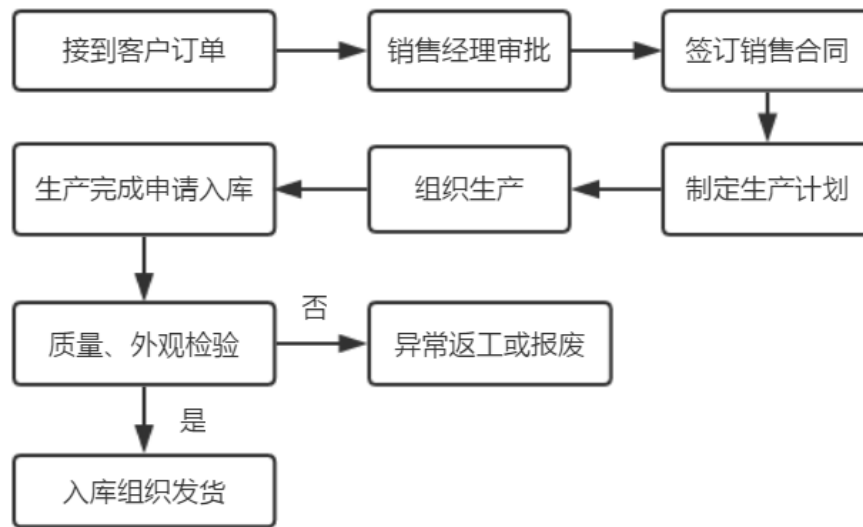 接到客户订单
销售经理审批
签订销售合同
制定生产计划
组织生产
生产完成申请入库
质量、外观检验
否
异常返工或报废
是
入库组织发货